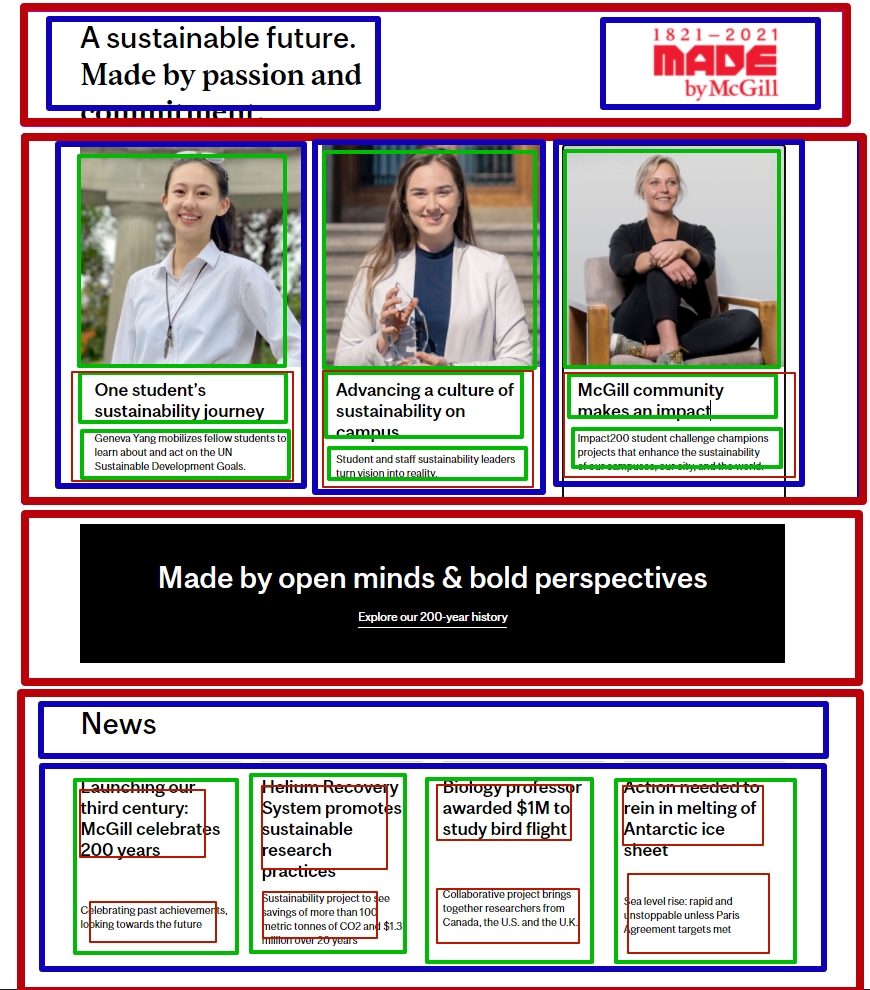 A sustainable future.
Made by passion and
commitment.
1821–2021
MADE
by McGill
One student's
sustainability journey
Geneva Yang mobilizes fellow students to
learn about and act on the UN
Sustainable Development Goals.
Advancing a culture of
sustainability on
campus
Student and staff sustainability leaders
turn vision into reality.
McGill community
makes an impact
Impact200 student challenge champions
projects that enhance the sustainability
of our campuses, our city, and the world.
Made by open minds & bold perspectives
Explore our 200-year history
News
Launching our
third century:
McGill celebrates
200 years
Celebrating past achievements,
looking towards the future
Helium Recovery
System promotes
sustainable
research
practices
Sustainability project to see
savings of more than 100
metric tonnes of CO2 and $1.3
million over 20 years
Biology professor
awarded $1M to
study bird flight
Collaborative project brings
together researchers from
Canada, the U.S. and the U.K.
Action needed to
rein in melting of
Antarctic ice
sheet
Sea level rise: rapid and
unstoppable unless Paris
Agreement targets met